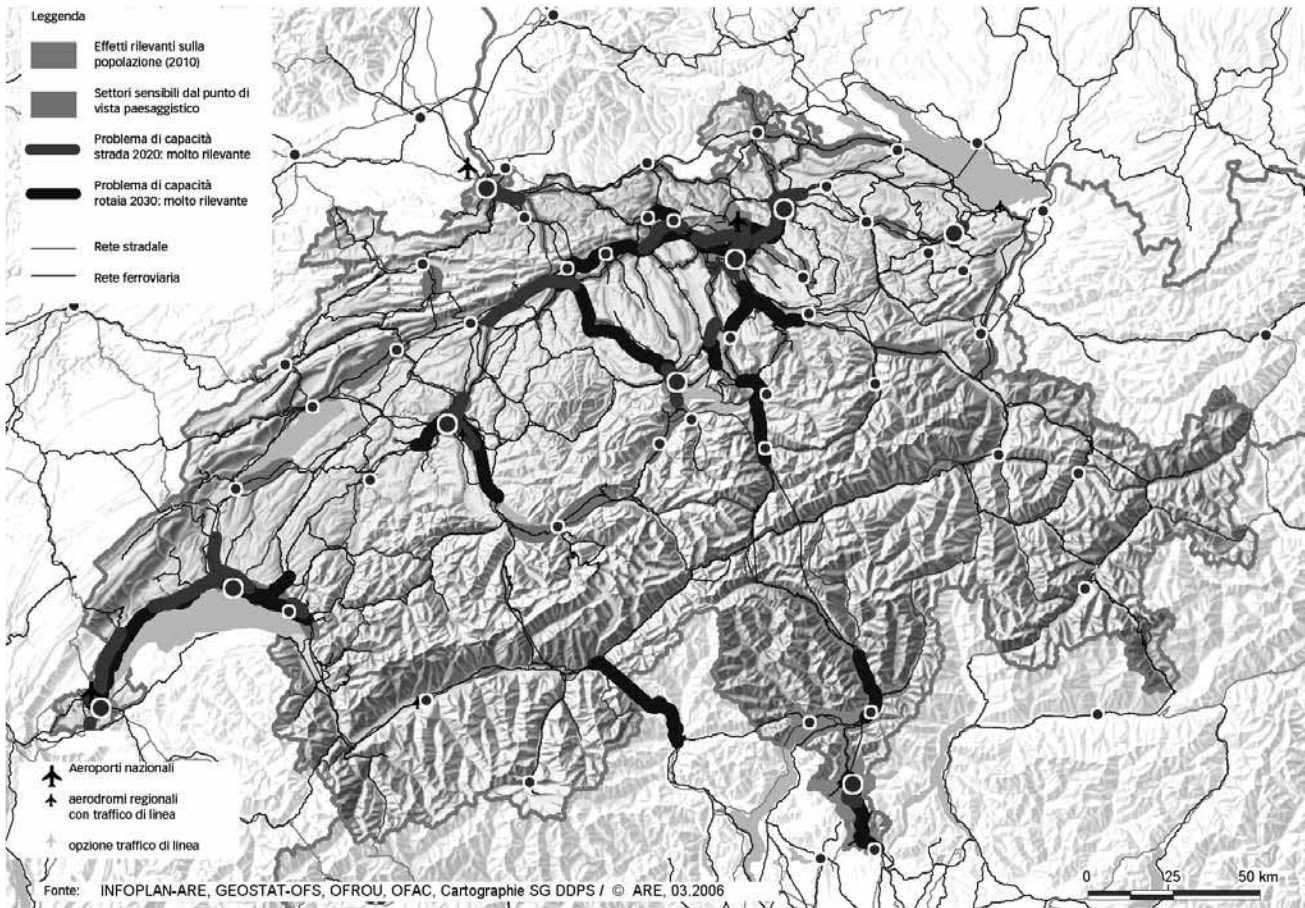 Leggenda
Effetti rilevanti sulla
popolazione (2010)
Settori sensibili dal punto di
vista paesaggistico
Problema di capacità
strada 2020: molto rilevante
Problema di capacità
rotaia 2030: molto rilevante
Rete stradale
Rete ferroviaria
Aeroporti nazionali
aerodromi regionali
con traffico di linea
opzione traffico di linea
Fonte: INFOPLAN-ARE, GEOSTAT-OFS, OFROU, OFAC, Cartographie SG DDPS / © ARE, 03.2006
0 25 50 km